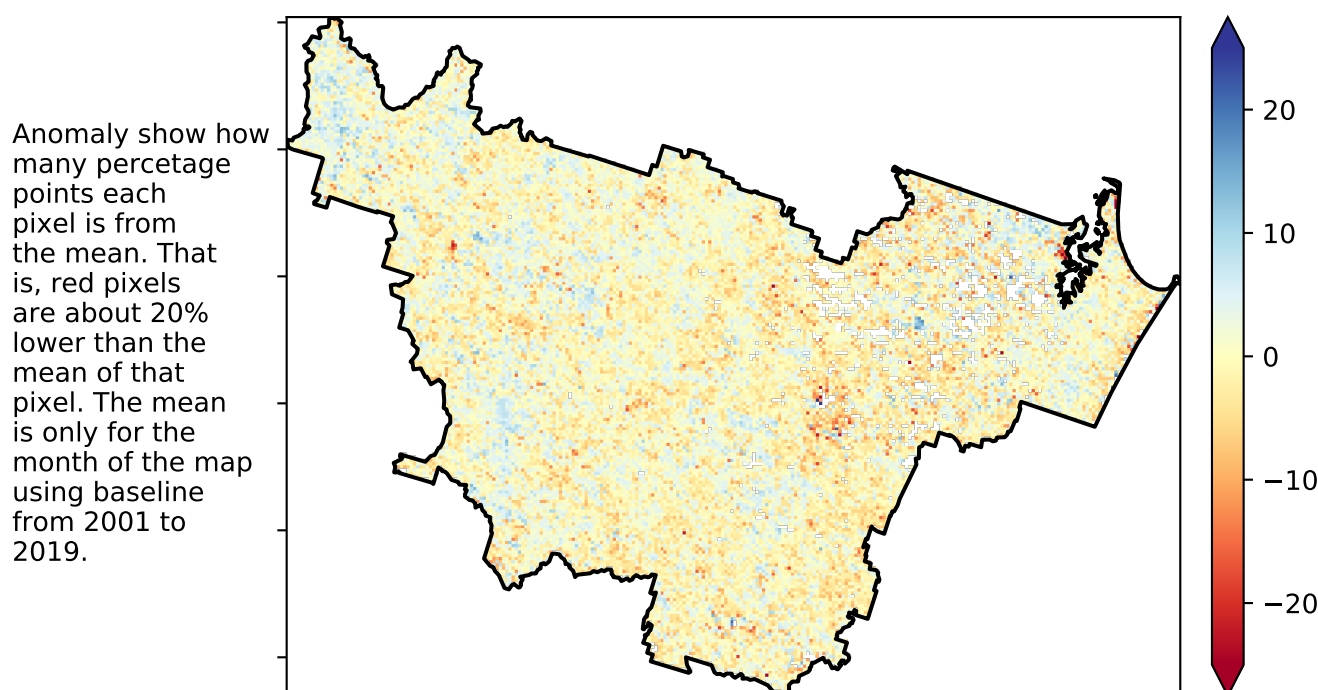 Anomaly show how
many percetage
points each
pixel is from
the mean. That
is, red pixels
are about 20%
lower than the
mean of that
pixel. The mean
is only for the
month of the map
using baseline
from 2001 to
2019.
20
10
0
−10
−20